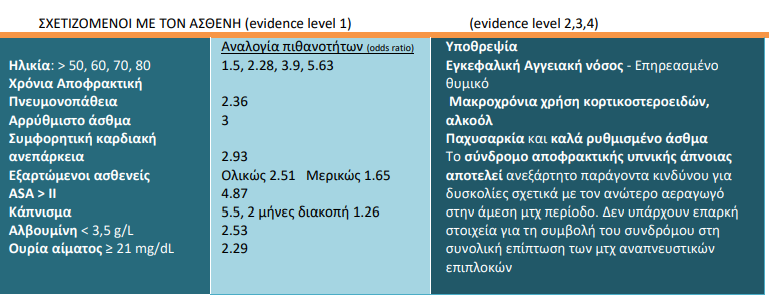 ΣΧΕΤΙΖΟΜΕΝΟΙ ΜΕ ΤΟΝ ΑΣΘΕΝΗ (evidence level 1) (evidence level 2,3,4)
Αναλογία πιθανοτήτων (odds ratio)
Ηλικία: > 50, 60, 70, 80 1.5, 2.28, 3.9, 5.63
Χρόνια Αποφρακτική
Πνευμονοπάθεια 2.36
Αρρύθμιστο άσθμα 3
Συμφορητική καρδιακή
ανεπάρκεια 2.93
Εξαρτώμενοι ασθενείς Ολικώς 2.51 Μερικώς 1.65
ASA > II 4.87
Κάπνισμα 5.5, 2 μήνες διακοπή 1.26
Αλβουμίνη < 3,5 g/L 2.53
Ουρία αίματος ≥ 21 mg/dL 2.29
Υποθρεψία
Εγκεφαλική Αγγειακή νόσος - Επηρεασμένο
θυμικό
Μακροχρόνια χρήση κορτικοστεροειδών,
αλκοόλ
Παχυσαρκία και καλά ρυθμισμένο άσθμα
Το σύνδρομο αποφρακτικής υπνικής άπνοιας
αποτελεί ανεξάρτητο παράγοντα κινδύνου για
δυσκολίες σχετικά με τον ανώτερο αεραγωγό
στην άμεση μτχ περίοδο. Δεν υπάρχουν επαρκή
στοιχεία για τη συμβολή του συνδρόμου στη
συνολική επίπτωση των μτχ αναπνευστικών
επιπλοκών